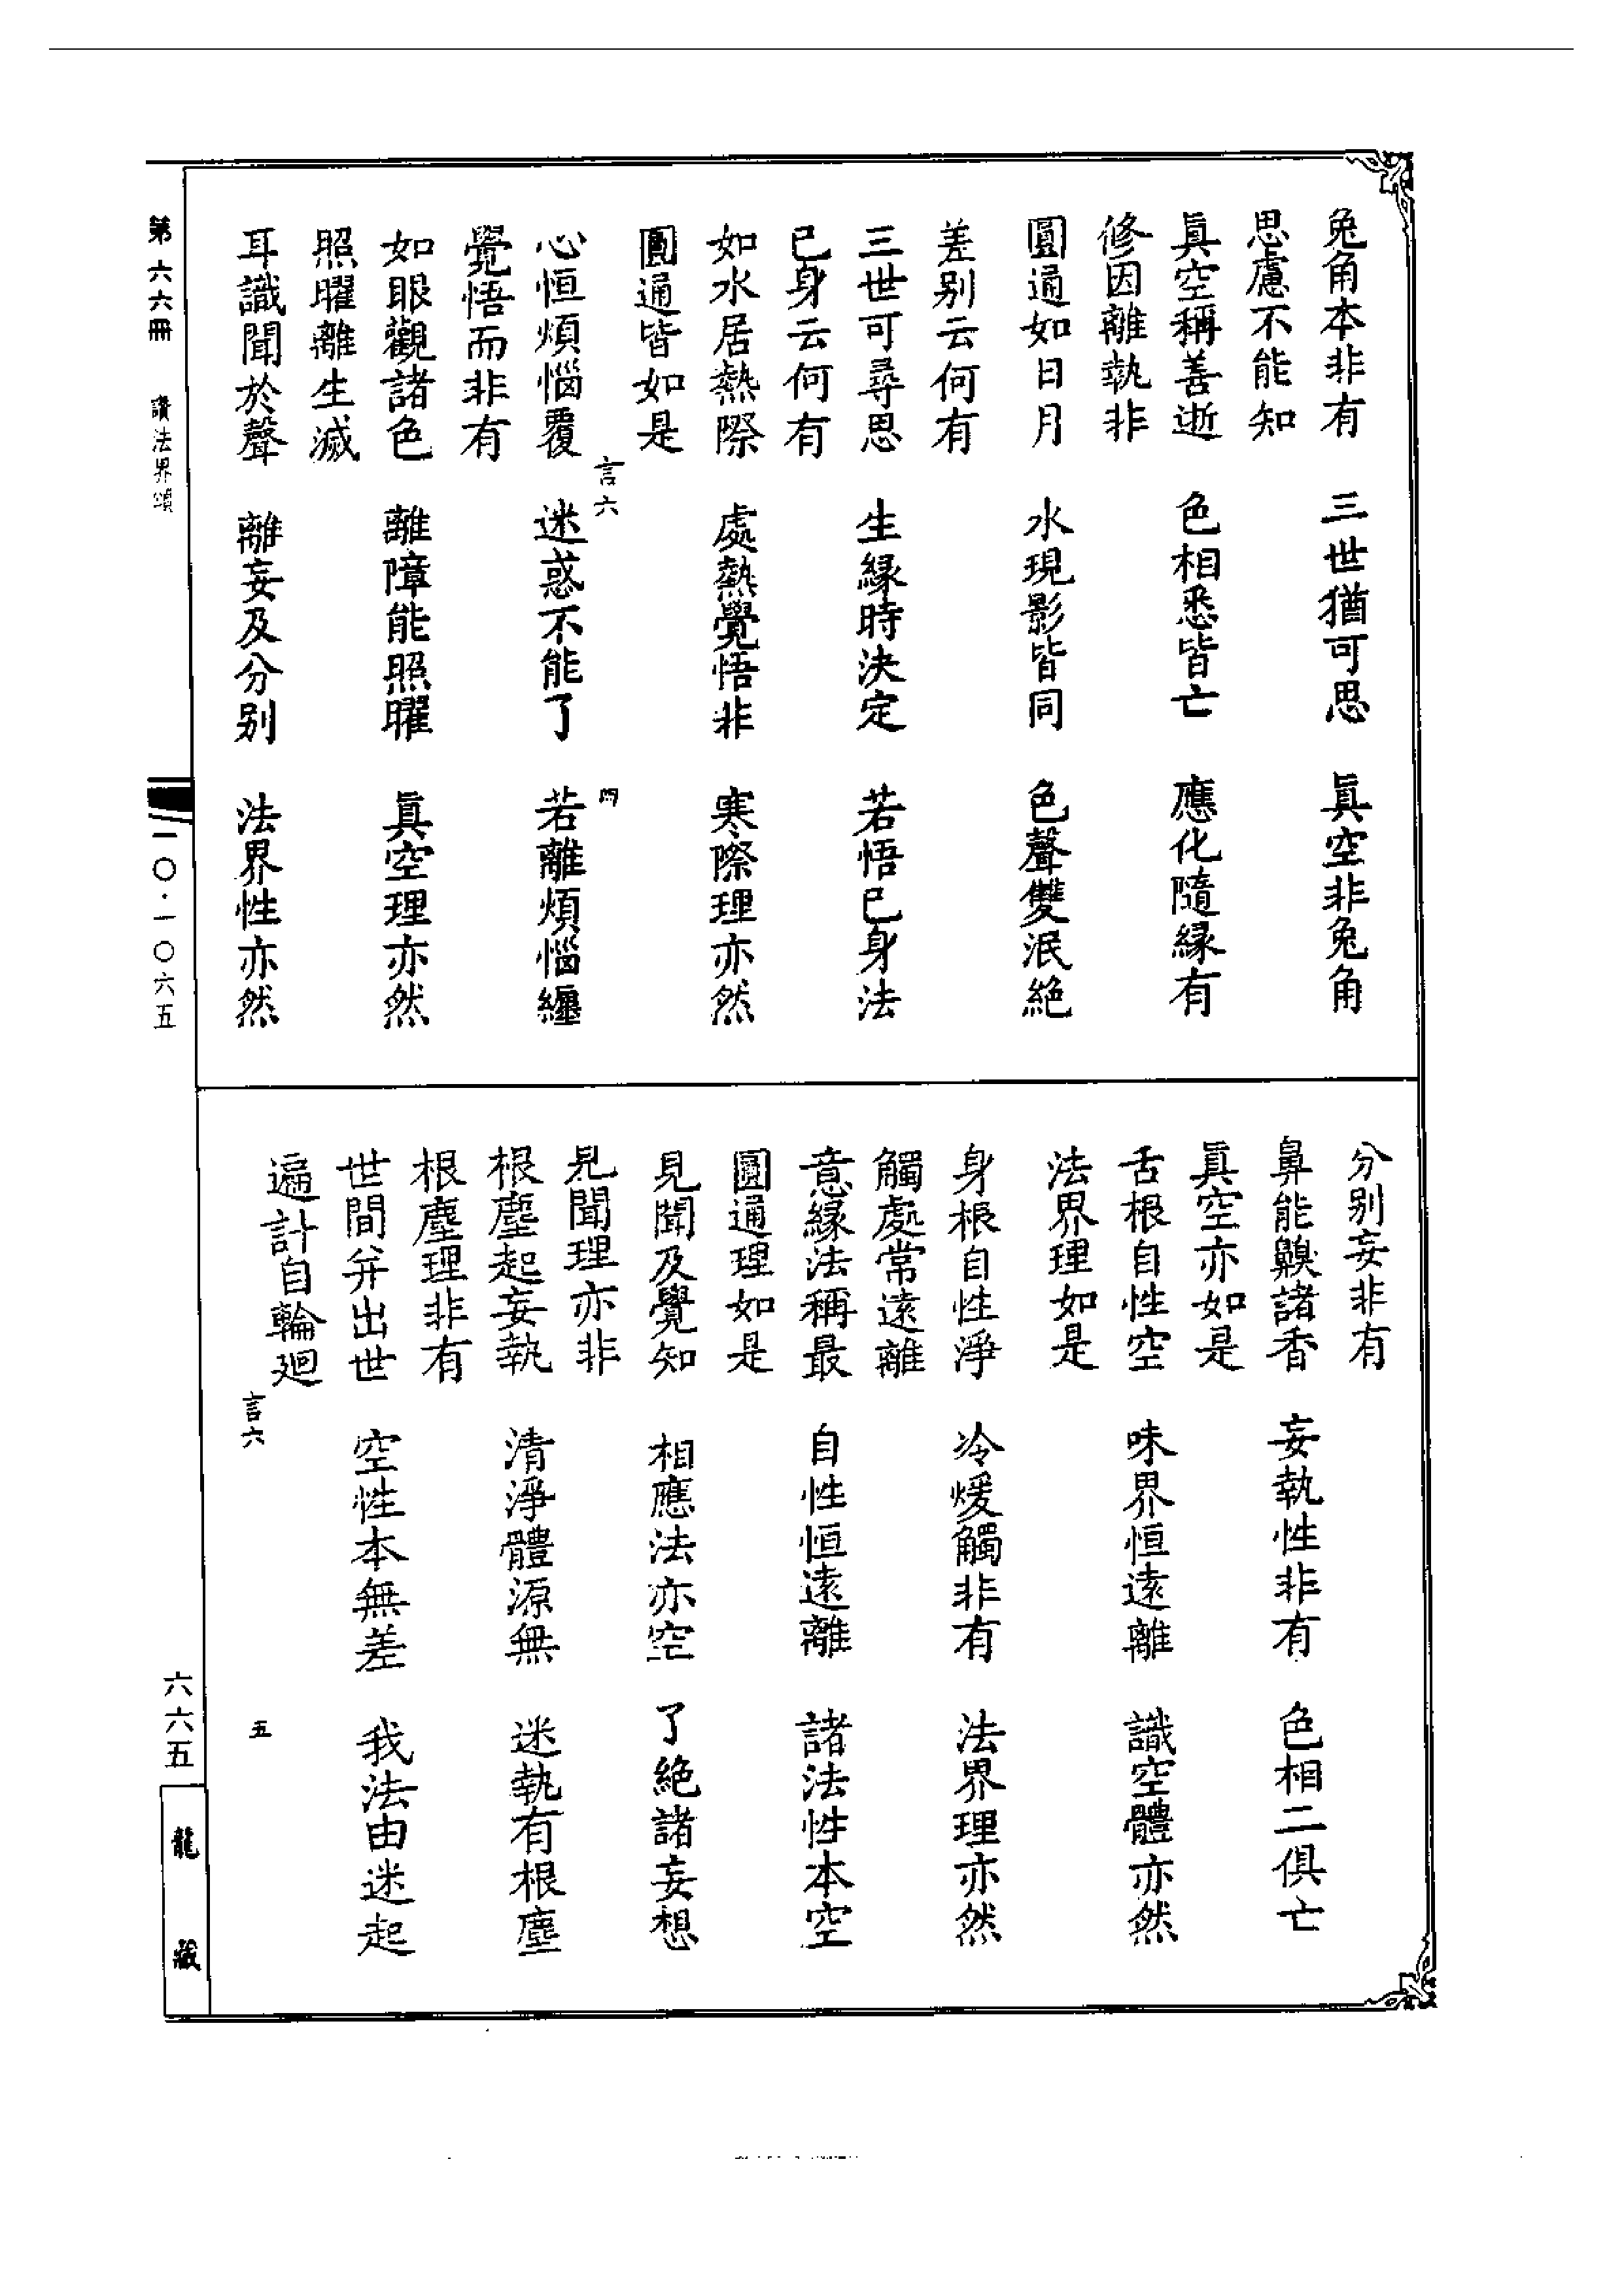 兔角本非有　三世猶可思　眞空非兔角
思慮不能知
眞空稱善逝　色相悉皆亡　應化隨緣有
修因離執非
圓通如日月　水現影皆同　色聲雙泯絕
差别云何有
三世可尋思　生緣時決定　若悟已身法
已身云何有
如水居熱際　處熱覺悟非　寒際理亦然
圓通皆如是
言六　四
心恒煩惱覆　迷惑不能了　若離煩惱纏
覺悟而非有
如眼觀諸色　離障能照曜　眞空理亦然
照曜離生滅
耳識聞於聲　離妄及分别　法界性亦然
第六六冊　讚法界頌　一〇·一〇六五
分别妄非有
鼻能齅諸香　妄執性非有　色相二俱亡
眞空亦如是
舌根自性空　味界恒遠離　識空體亦然
法界理如是
身根自性淨　冷煖觸非有　法界理亦然
觸處常遠離
意緣法稱最　自性恒遠離　諸法性本空
圓通理如是
見聞及覺知　相應法亦空　了絕諸妄想
見聞理亦非
根塵起妄執　清淨體源無　迷執有根塵
根塵理非有
世間并出世　空性本無差　我法由迷起
遍計自輪廻
言六　五
六六五　龍藏